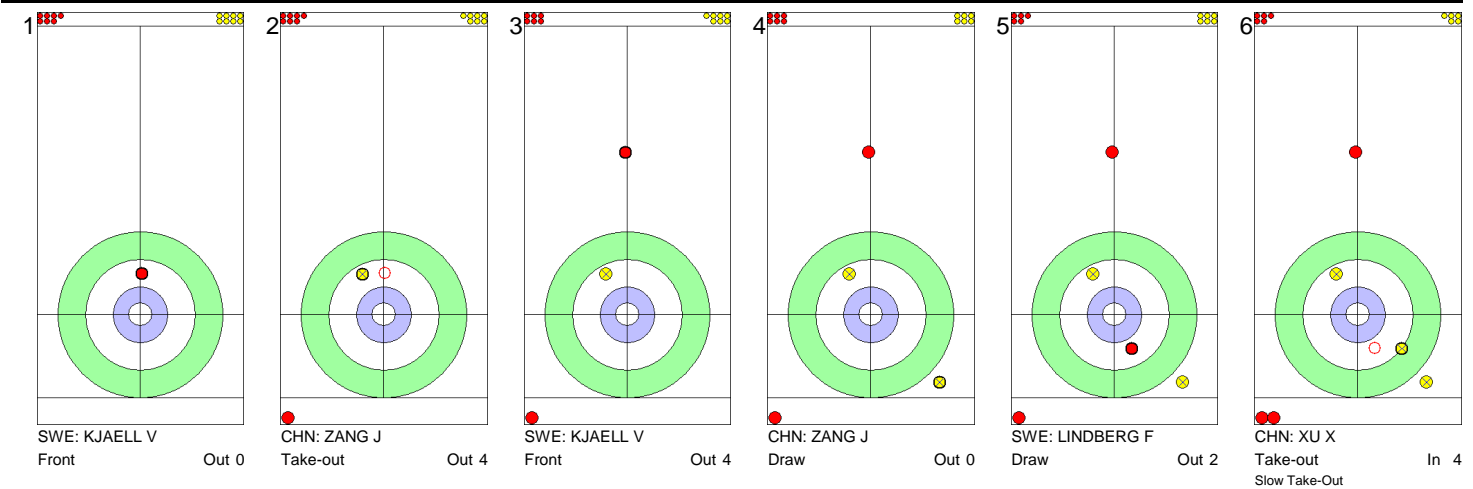 1
SWE: KJAELL V
Front Out 0
2
CHN: ZANG J
Take-out Out 4
3
SWE: KJAELL V
Front Out 4
4
CHN: ZANG J
Draw Out 0
5
SWE: LINDBERG F
Draw Out 2
6
CHN: XU X
Take-out In 4
Slow Take-Out